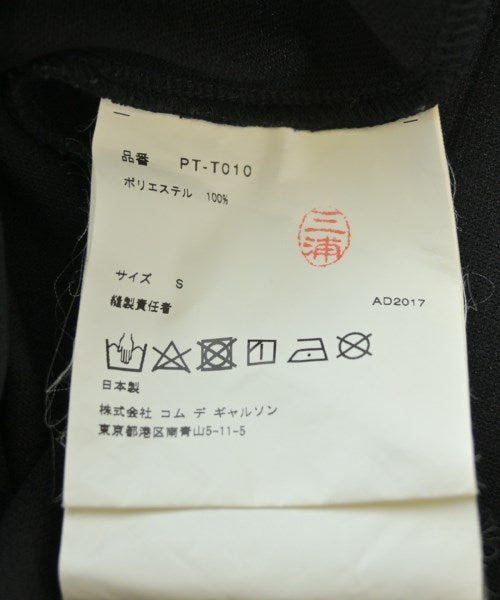 品番 PT-T010
ポリエステル 100%
三浦
サイズ S
縫製責任者
AD2017
日本製
株式会社 コム デ ギャルソン
東京都港区南青山5-11-5